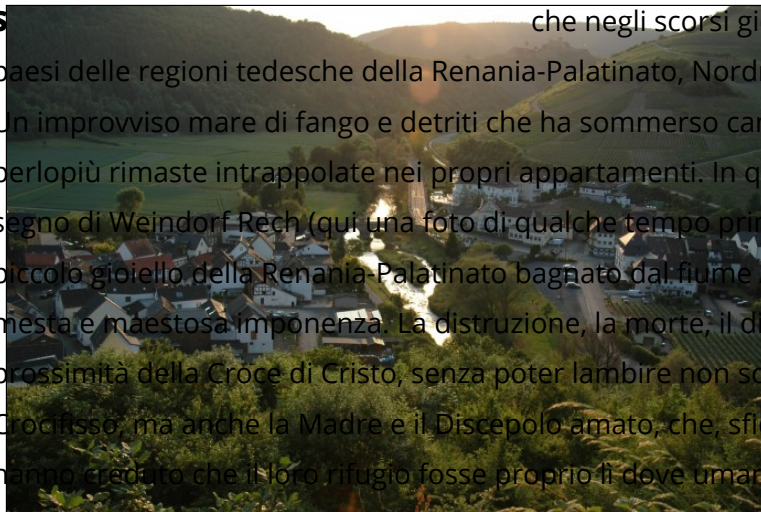 che negli scorsi gi
paesi delle regioni tedesche della Renania-Palatinato, Nordr
Un improvviso mare di fango e detriti che ha sommerso car
perlopiù rimaste intrappolate nei propri appartamenti. In q
segno di Weindorf Rech (qui una foto di qualche tempo prim
piccolo gioiello della Renania-Palatinato bagnato dal fiume
mesta e maestosa imponenza. La distruzione, la morte, il di
prossimità della Croce di Cristo, senza poter lambire non so
Crocifisso, ma anche la Madre e il Discepolo amato, che, sfi
hanno creduto che il loro rifugio fosse proprio lì dove uman